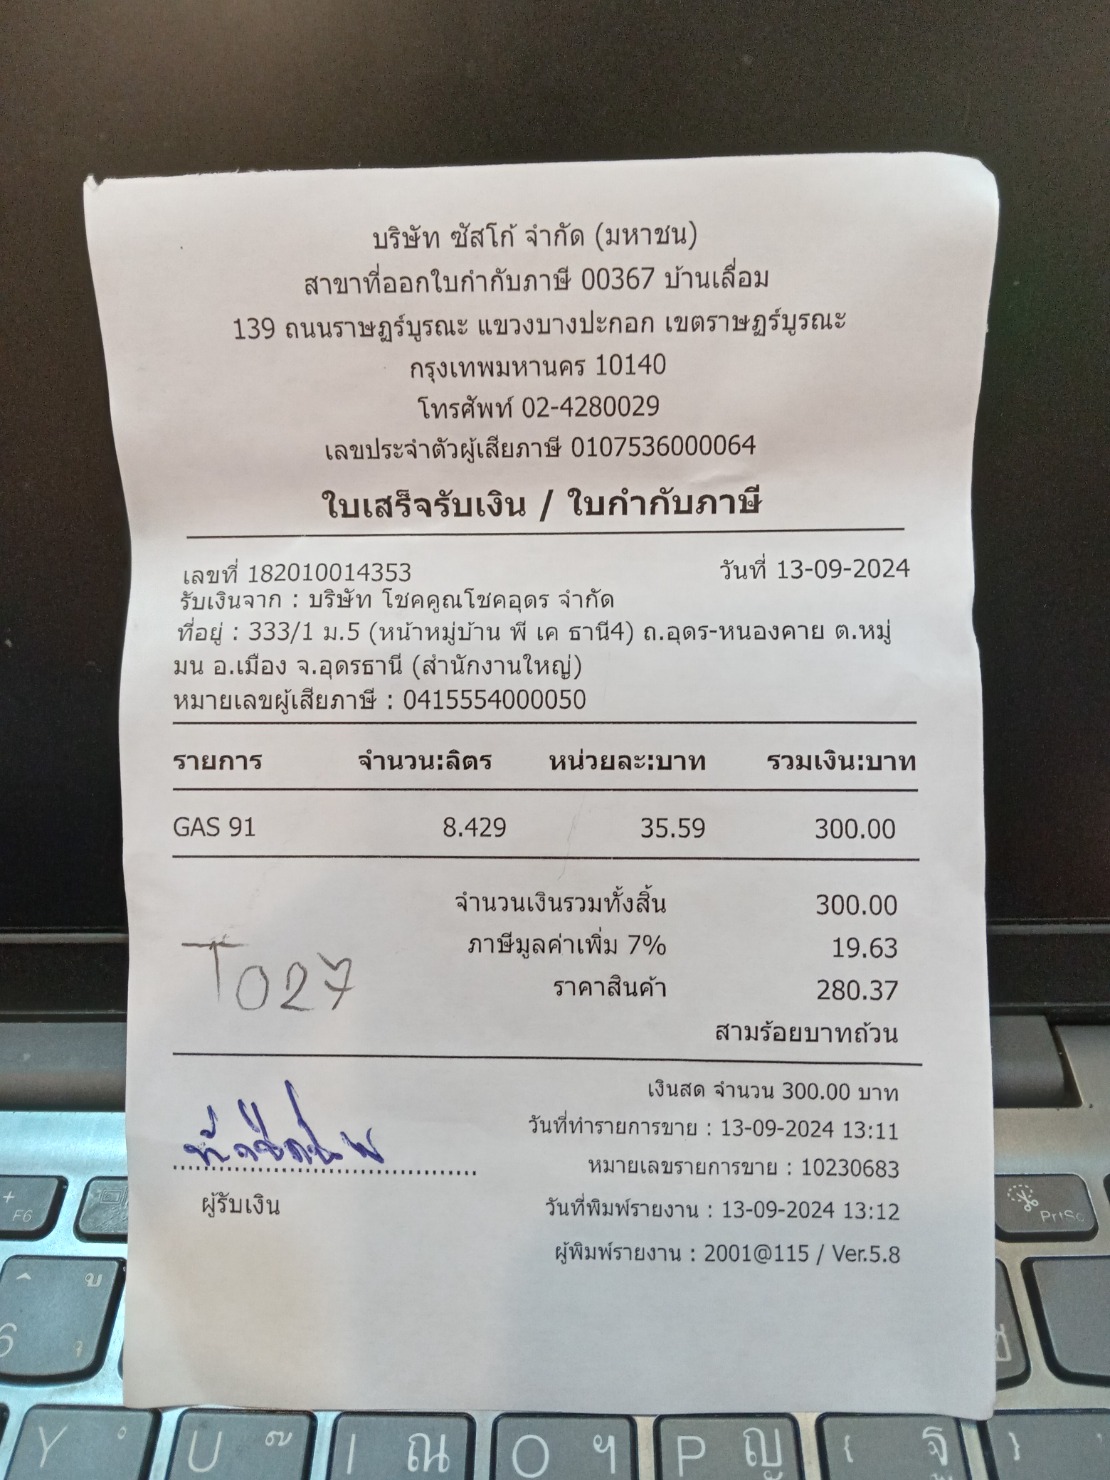 บริษัท ซัสโก้ จำกัด (มหาชน)
สาขาที่ออกใบกำกับภาษี 00367 บ้านเลื่อม
139 ถนนราษฏร์บูรณะ แขวงบางปะกอก เขตราษฏร์บูรณะ
กรุงเทพมหานคร 10140
โทรศัพท์ 02-4280029
เลขประจำตัวผู้เสียภาษี 0107536000064
ใบเสร็จรับเงิน / ใบกำกับภาษี
เลขที่ 182010014353 วันที่ 13-09-2024
รับเงินจาก : บริษัท โชคคูณโชคอุดร จำกัด
ที่อยู่ : 333/1 ม.5 (หน้าหมู่บ้าน พี เค ธานี4) ถ.อุดร-หนองคาย ต.หมู่
มน อ.เมือง จ.อุดรธานี (สำนักงานใหญ่)
หมายเลขผู้เสียภาษี : 0415554000050
รายการ จำนวน:ลิตร หน่วยละ:บาท รวมเงิน:บาท
GAS 91 8.429 35.59 300.00
จำนวนเงินรวมทั้งสิ้น 300.00
ภาษีมูลค่าเพิ่ม 7% 19.63
ราคาสินค้า 280.37
T027
สามร้อยบาทถ้วน
เงินสด จำนวน 300.00 บาท
วันที่ทำรายการขาย : 13-09-2024 13:11
หมายเลขรายการขาย : 10230683
ผู้รับเงิน
วันที่พิมพ์รายงาน : 13-09-2024 13:12
ผู้พิมพ์รายงาน : 2001@115 / Ver.5.8
+ F6 PrtSc
6 บ
Y U I ณ O ฯ P ญ { ฐ }